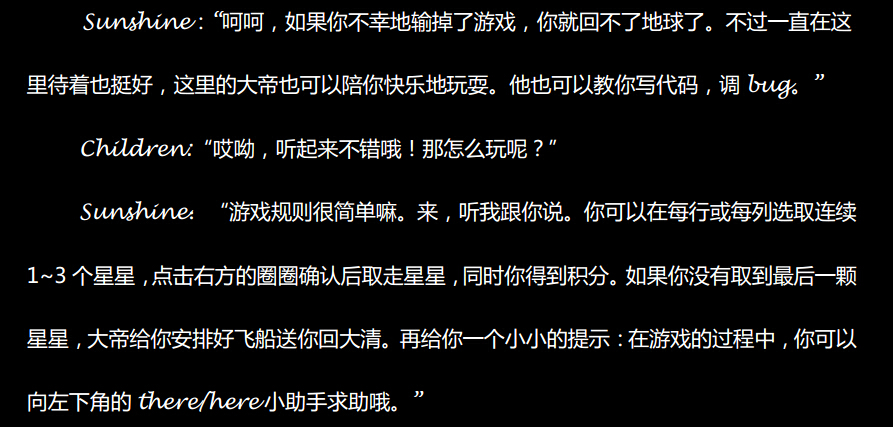 Sunshine：“呵呵，如果你不幸地输掉了游戏，你就回不了地球了。不过一直在这
里待着也挺好，这里的大帝也可以陪你快乐地玩耍。他也可以教你写代码，调 bug。”
Children:“哎呦，听起来不错哦！那怎么玩呢？”
Sunshine：“游戏规则很简单嘛。来，听我跟你说。你可以在每行或每列选取连续
1~3 个星星，点击右方的圈圈确认后取走星星，同时你得到积分。如果你没有取到最后一颗
星星，大帝给你安排好飞船送你回大清。再给你一个小小的提示：在游戏的过程中，你可以
向左下角的 there/here 小助手求助哦。”